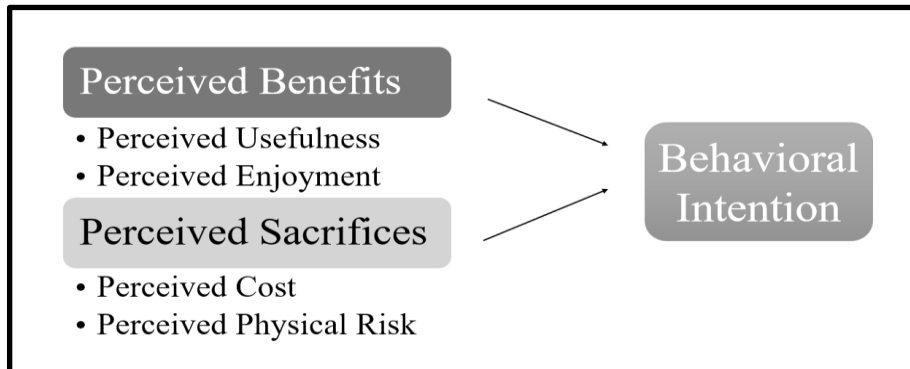 Perceived Benefits
• Perceived Usefulness
• Perceived Enjoyment
Perceived Sacrifices
• Perceived Cost
• Perceived Physical Risk
Behavioral
Intention